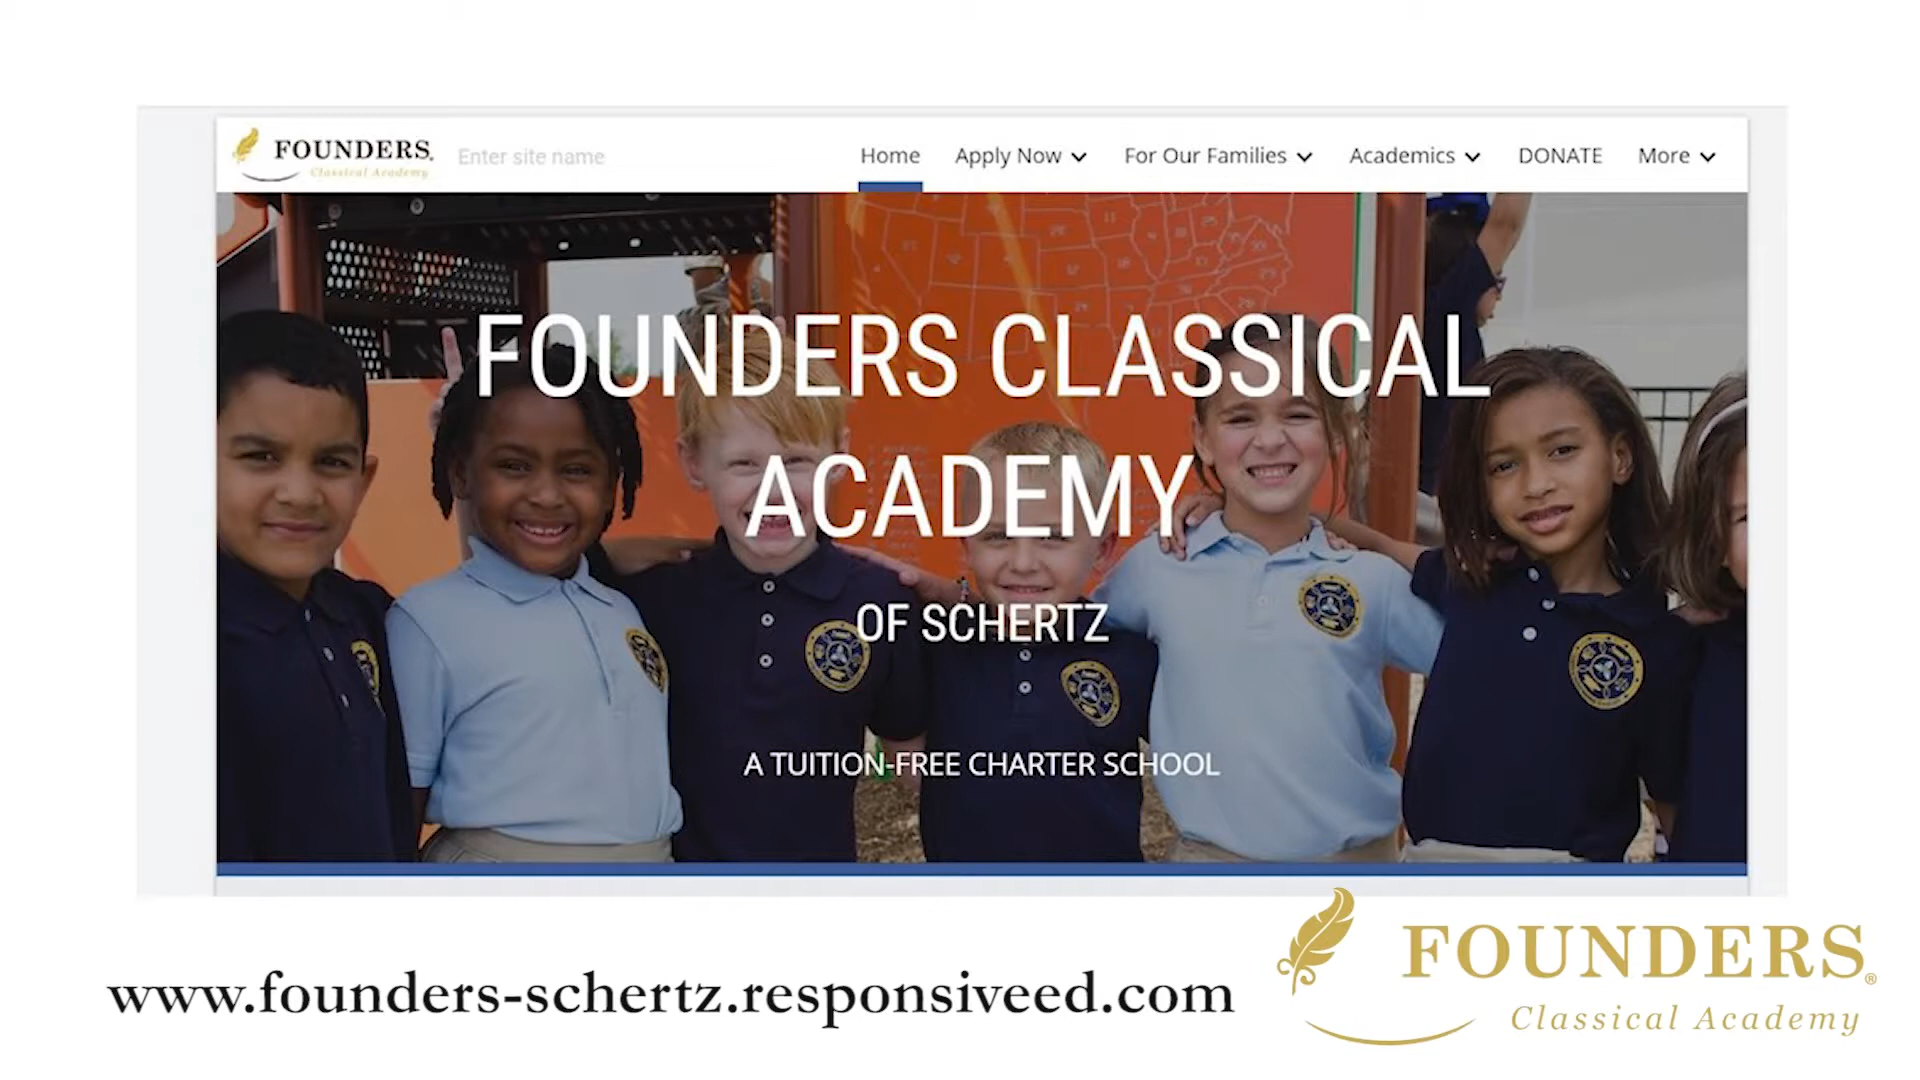 FOUNDERS
Classical Academy
Enter site name
Home
Apply Now
For Our Families
Academics
DONATE
More
FOUNDERS CLASSICAL
ACADEMY
OF SCHERTZ
A TUITION-FREE CHARTER SCHOOL
www.founders-schertz.responsiveed.com
FOUNDERS®
Classical Academy